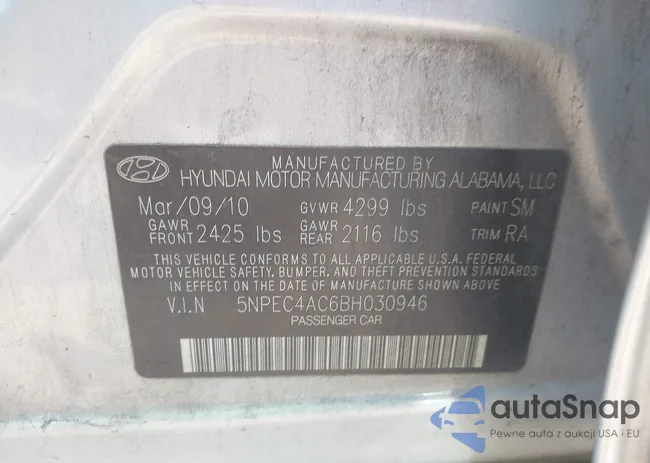 MANUFACTURED BY
HYUNDAI MOTOR MANUFACTURING ALABAMA, LLC
Mar/09/10 GVWR 4299 lbs PAINT SM
GAWR FRONT 2425 lbs GAWR REAR 2116 lbs TRIM RA
THIS VEHICLE CONFORMS TO ALL APPLICABLE U.S.A. FEDERAL
MOTOR VEHICLE SAFETY, BUMPER, AND THEFT PREVENTION STANDARDS
IN EFFECT ON THE DATE OF MANUFACTURE SHOWN ABOVE
V.I.N 5NPEC4AC6BH030946
PASSENGER CAR
autaSnap
Pewne auta z aukcji USA i EU